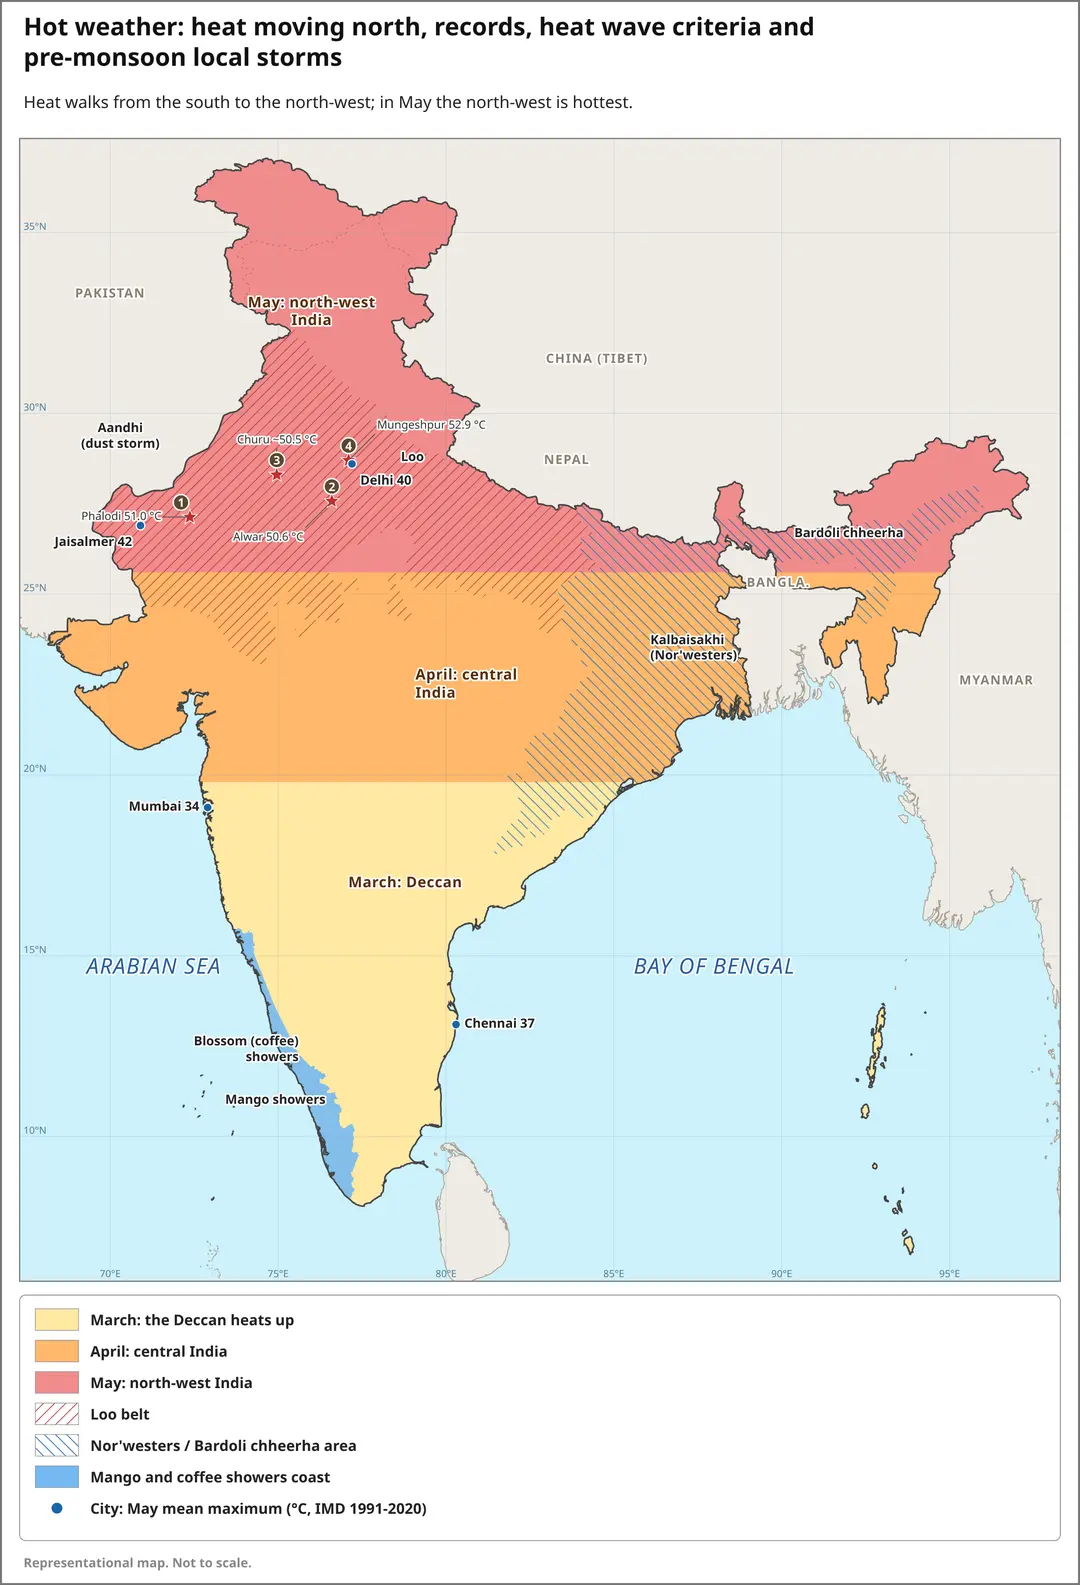 Hot weather: heat moving north, records, heat wave criteria and
pre-monsoon local storms
Heat walks from the south to the north-west; in May the north-west is hottest.
35°N
PAKISTAN
May: north-west
India
CHINA (TIBET)
30°N
Aandhi
(dust storm)
Mungeshpur 52.9 °C
Churu ~50.5 °C
4
Loo
3
NEPAL
Delhi 40
2
1
Phalodi 51.0 °C
Alwar 50.6 °C
Jaisalmer 42
Bardoli chheerha
25°N
BANGLA.
Kalbaisakhi
(Nor'westers)
April: central
India
MYANMAR
20°N
Mumbai 34
March: Deccan
15°N
ARABIAN SEA
BAY OF BENGAL
Chennai 37
Blossom (coffee)
showers
Mango showers
10°N
70°E
75°E
80°E
85°E
90°E
95°E
March: the Deccan heats up
April: central India
May: north-west India
Loo belt
Nor'westers / Bardoli chheerha area
Mango and coffee showers coast
City: May mean maximum (°C, IMD 1991-2020)
Representational map. Not to scale.